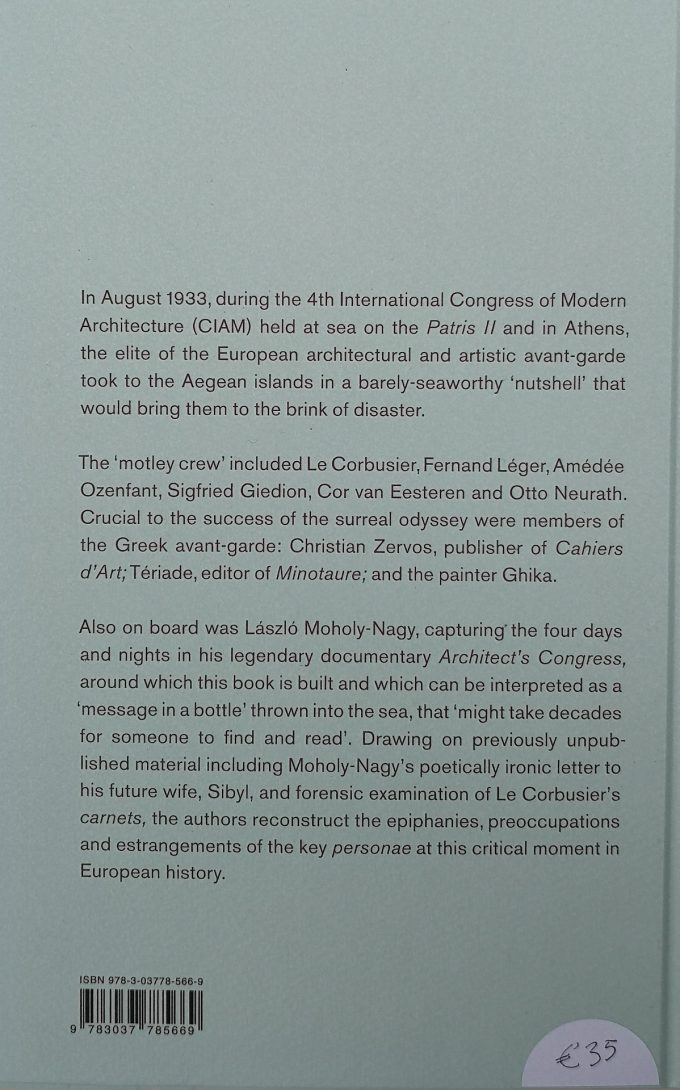 In August 1933, during the 4th International Congress of Modern
Architecture (CIAM) held at sea on the Patris II and in Athens,
the elite of the European architectural and artistic avant-garde
took to the Aegean islands in a barely-seaworthy ‘nutshell’ that
would bring them to the brink of disaster.
The ‘motley crew’ included Le Corbusier, Fernand Léger, Amédée
Ozenfant, Sigfried Giedion, Cor van Eesteren and Otto Neurath.
Crucial to the success of the surreal odyssey were members of
the Greek avant-garde: Christian Zervos, publisher of Cahiers
d’Art; Tériade, editor of Minotaure; and the painter Ghika.
Also on board was László Moholy-Nagy, capturing the four days
and nights in his legendary documentary Architect’s Congress,
around which this book is built and which can be interpreted as a
‘message in a bottle’ thrown into the sea, that ‘might take decades
for someone to find and read’. Drawing on previously unpub-
lished material including Moholy-Nagy’s poetically ironic letter to
his future wife, Sibyl, and forensic examination of Le Corbusier’s
carnets, the authors reconstruct the epiphanies, preoccupations
and estrangements of the key personae at this critical moment in
European history.
ISBN 978-3-03778-566-9
9 783037 785669
€ 35